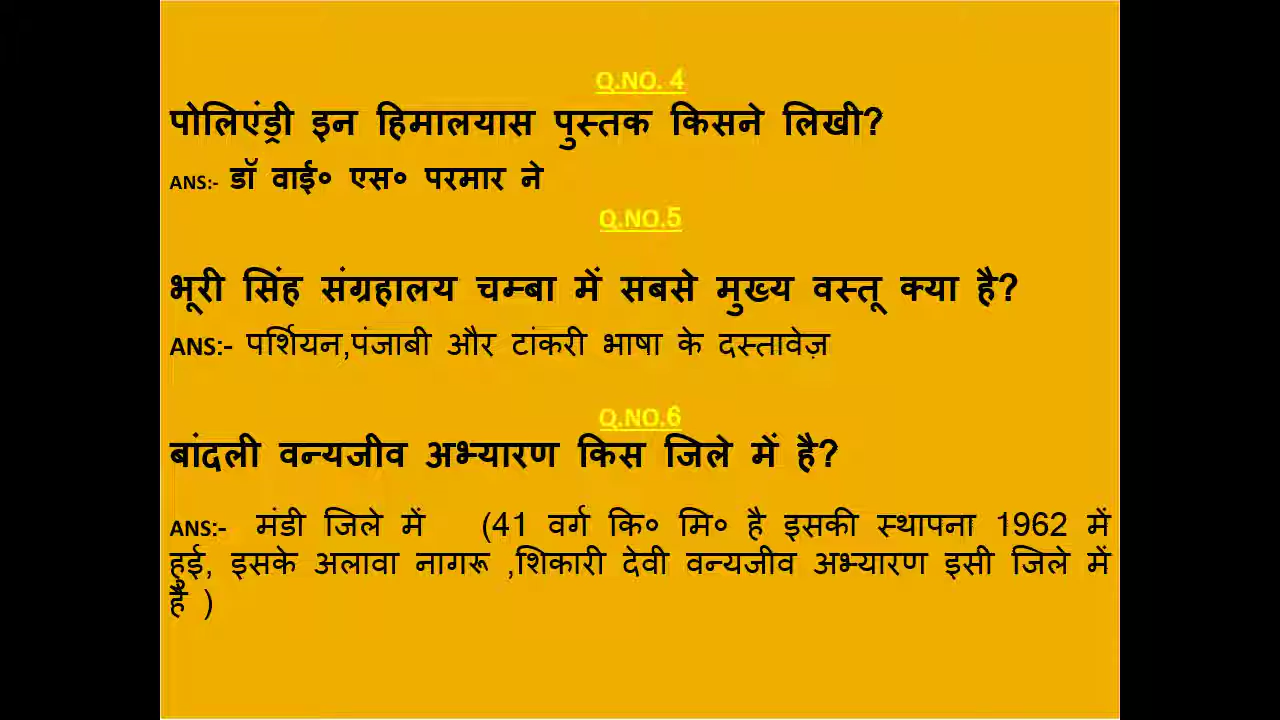 Q.NO. 4
पोलिएंड्री इन हिमालयास पुस्तक किसने लिखी?
ANS:- डॉ वाई० एस० परमार ने
Q.NO.5
भूरी सिंह संग्रहालय चम्बा में सबसे मुख्य वस्तू क्या है?
ANS:- पर्शियन,पंजाबी और टांकरी भाषा के दस्तावेज़
Q.NO.6
बांदली वन्यजीव अभ्यारण किस जिले में है?
ANS:- मंडी जिले में (41 वर्ग कि० मि० है इसकी स्थापना 1962 में
हुई, इसके अलावा नागरू ,शिकारी देवी वन्यजीव अभ्यारण इसी जिले में
हैं )